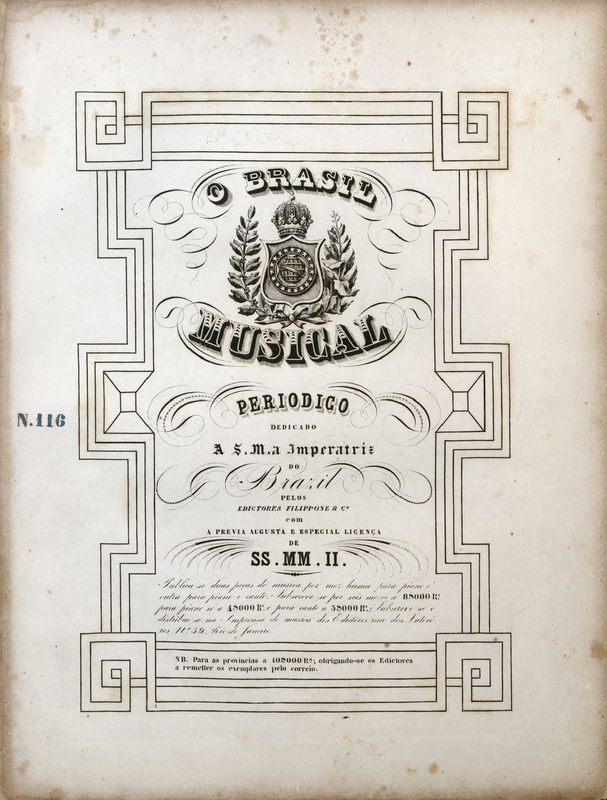 O BRASIL
MUSICAL
PERIODICO
DEDICADO
A S.M.a Imperatriz
DO
Brazil
PELOS
EDICTORES FILIPPONE & Cª
com
A PREVIA AUGUSTA E ESPECIAL LICENÇA
DE
SS.MM.II.
N.116
Publica-se duas peças de musica por mez, huma para piano e
outra para piano e canto. Subscreve-se por seis mezes a 8$000 Rˢ
para piano so a 4$000 Rˢ e para canto a 5$000 Rˢ; Subscreve-se e
distribue-se na Imprensa de musica dos Edictores rua dos Latoei
ros Nº 59, Rio de Janeiro
NB. Para as provincias a 10$000 Rˢ; obrigando-se os Edictores
a remetter os exemplares pelo correio.